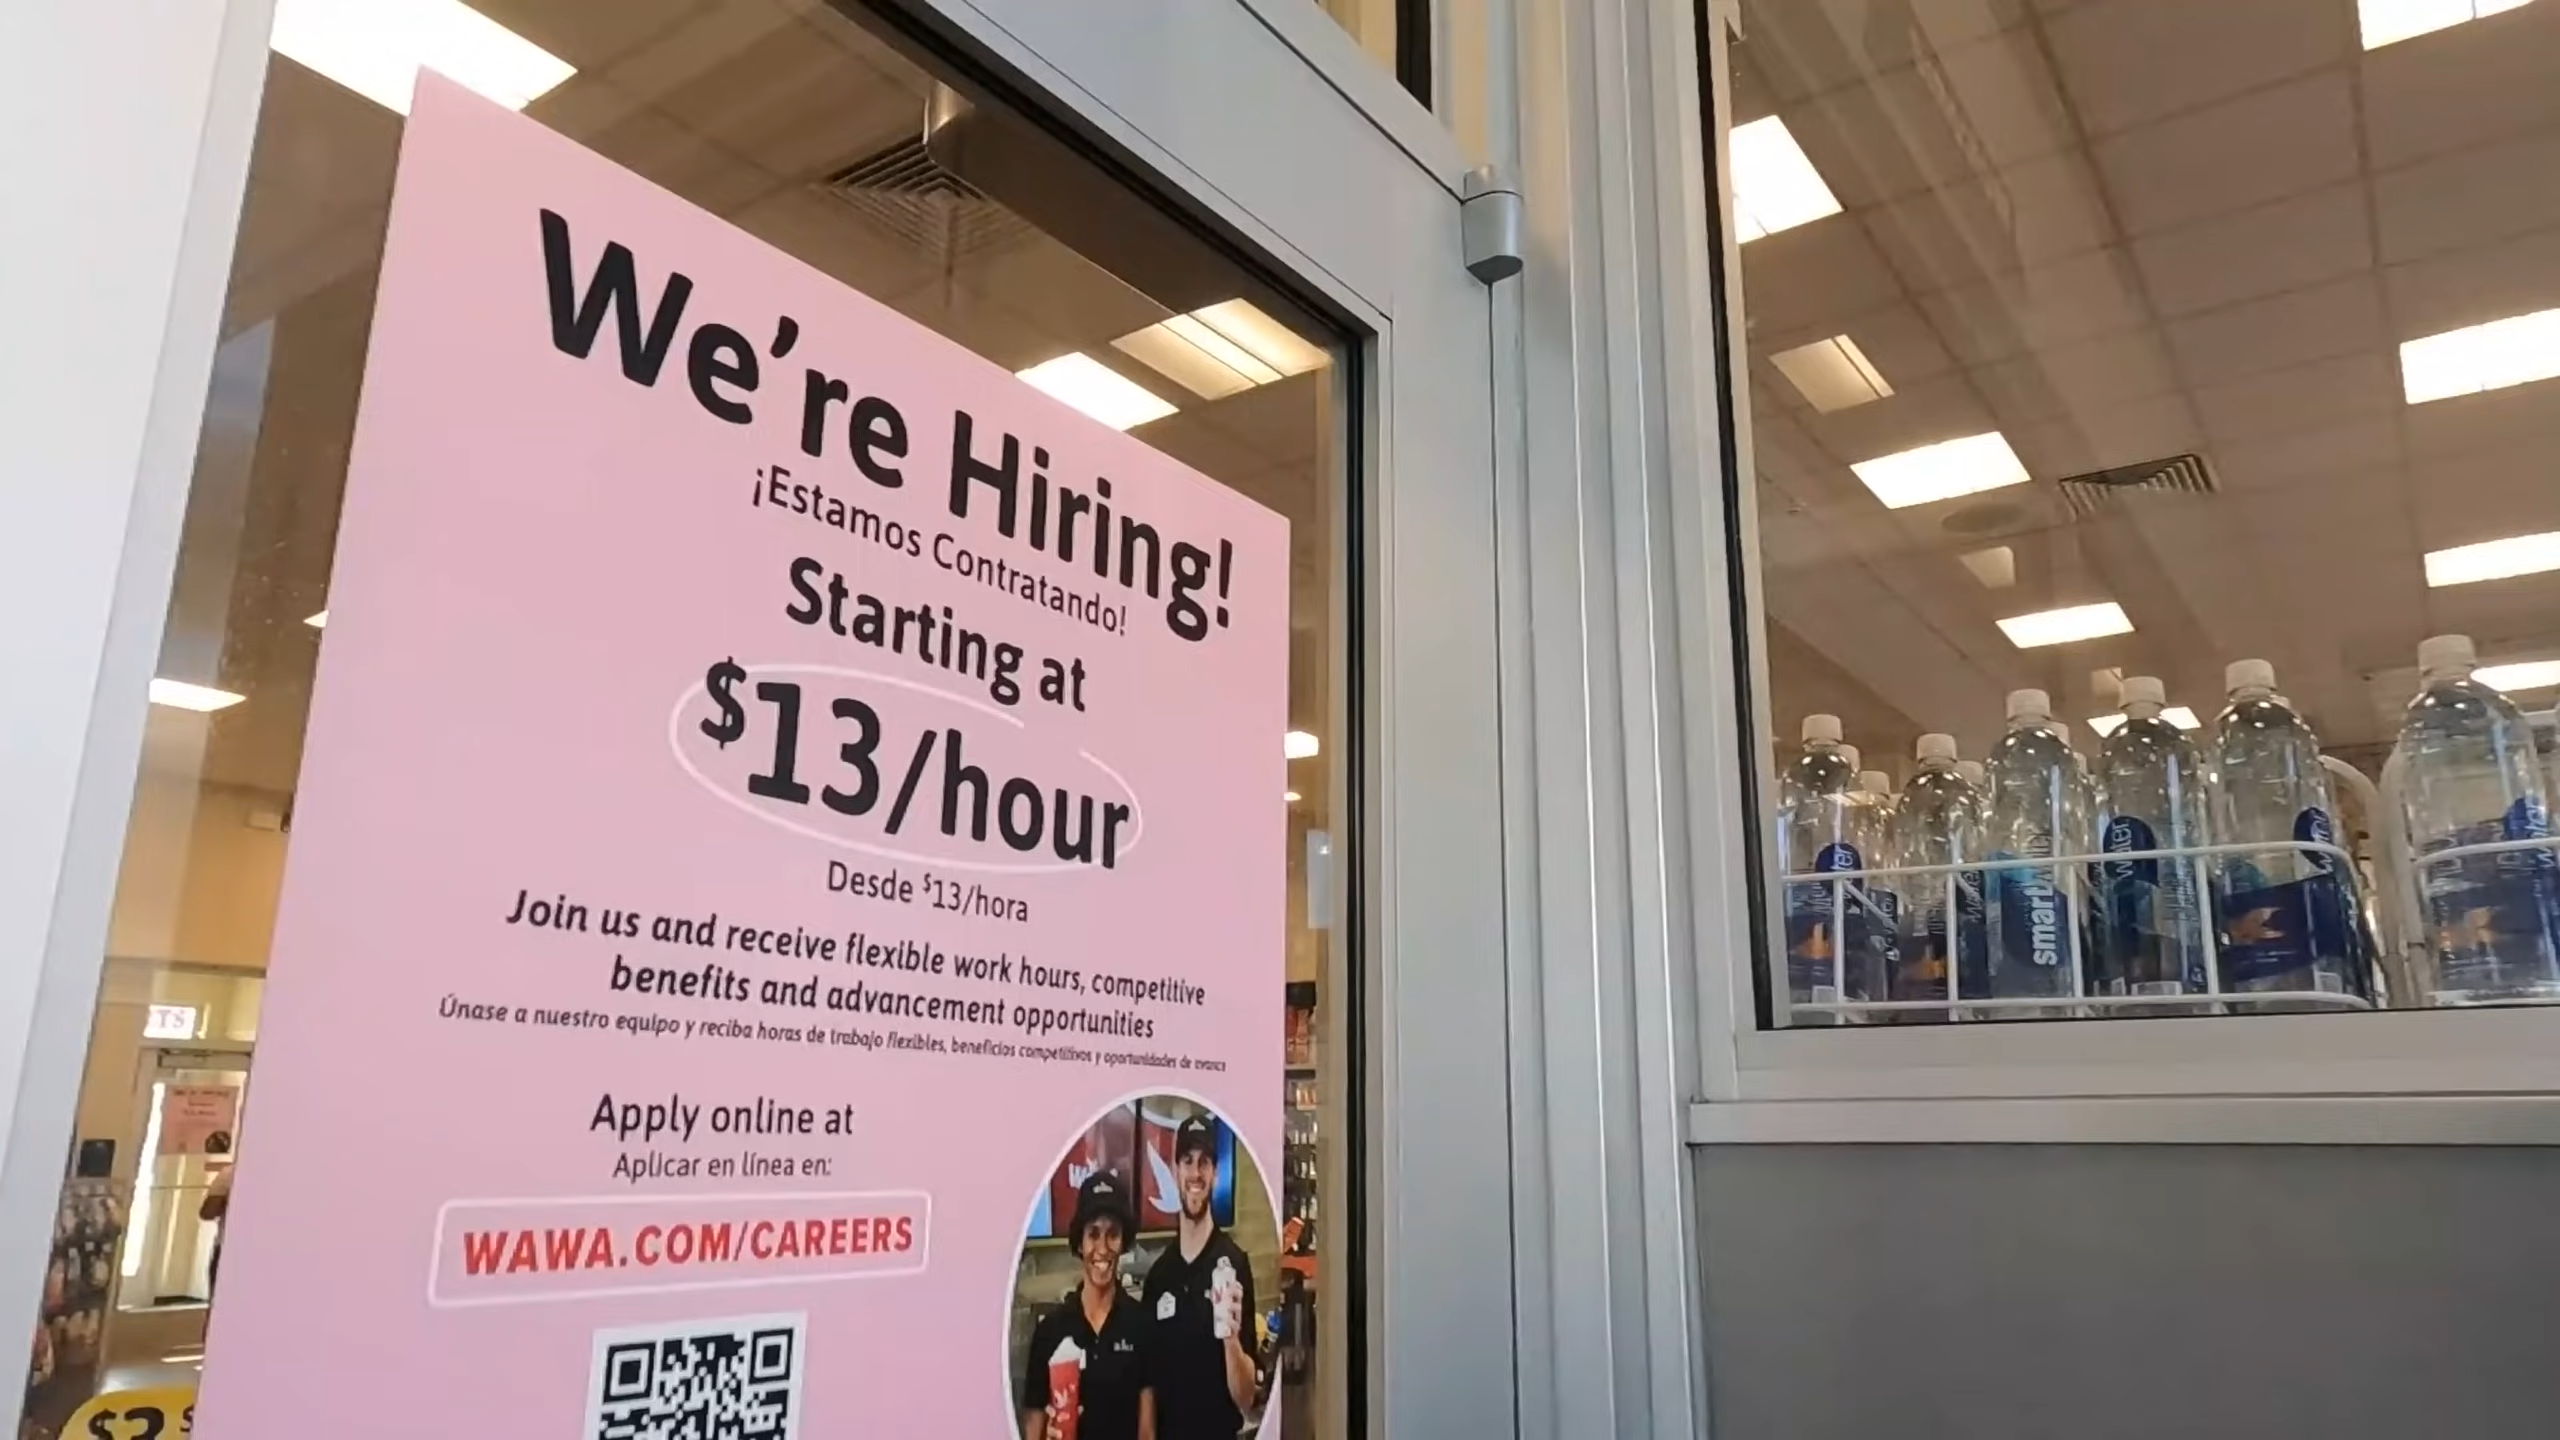 We're Hiring!
¡Estamos Contratando!
Starting at
$13/hour
Desde $13/hora
Join us and receive flexible work hours, competitive
benefits and advancement opportunities
Únase a nuestro equipo y reciba horas de trabajo flexibles, beneficios competitivos y oportunidades de avance
Apply online at
Aplicar en línea en:
WAWA.COM/CAREERS
smartwater
water
$3